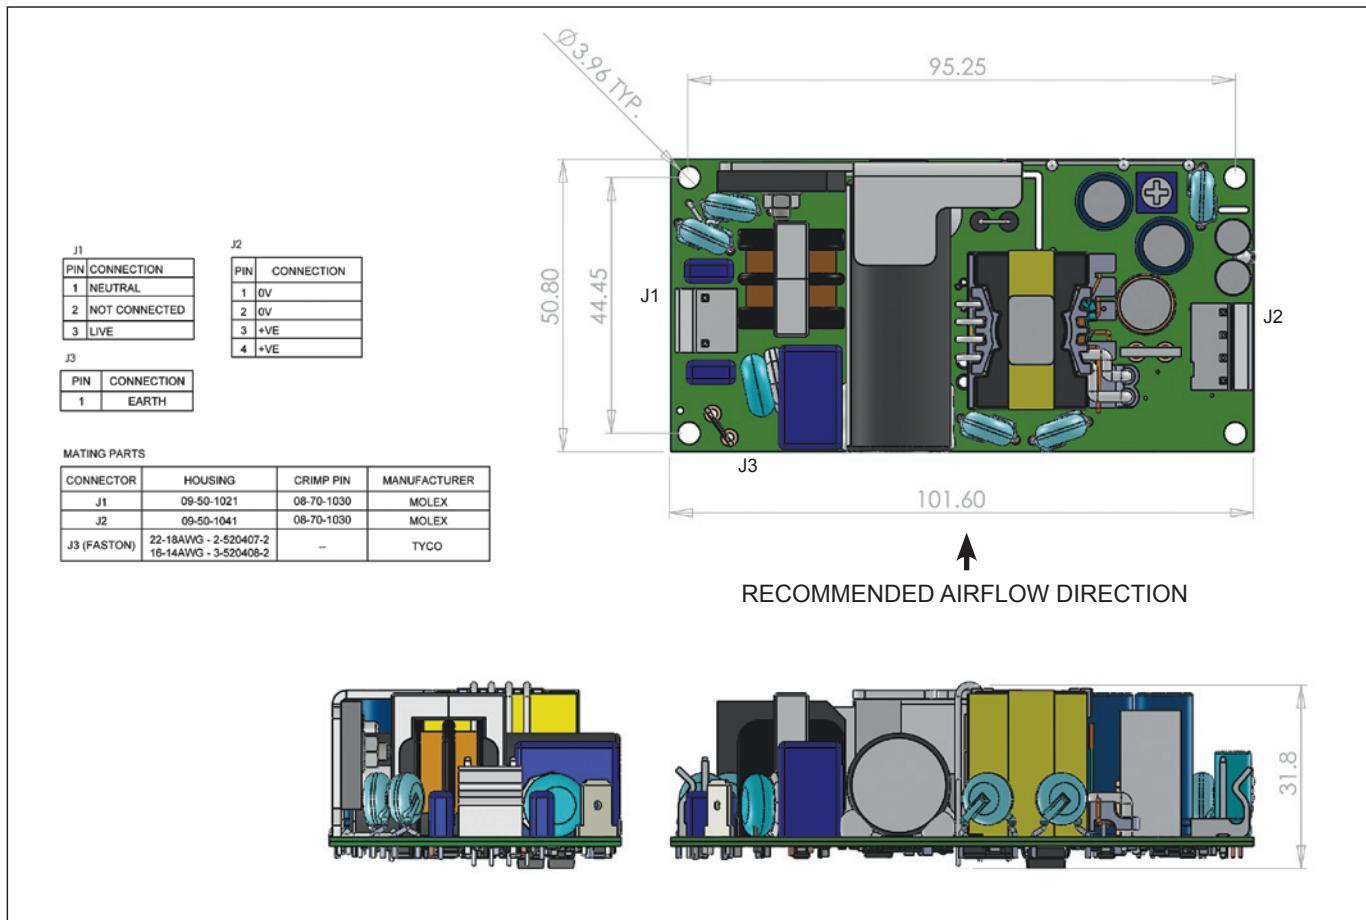 Ø3.96 TYP.
95.25
50.80
44.45
J1
J2
J3
101.60
RECOMMENDED AIRFLOW DIRECTION
31.8
J1
PIN CONNECTION
1 NEUTRAL
2 NOT CONNECTED
3 LIVE
J2
PIN CONNECTION
1 0V
2 0V
3 +VE
4 +VE
J3
PIN CONNECTION
1 EARTH
MATING PARTS
CONNECTOR HOUSING CRIMP PIN MANUFACTURER
J1 09-50-1021 08-70-1030 MOLEX
J2 09-50-1041 08-70-1030 MOLEX
J3 (FASTON) 22-18AWG - 2-520407-2 – TYCO
16-14AWG - 3-520408-2